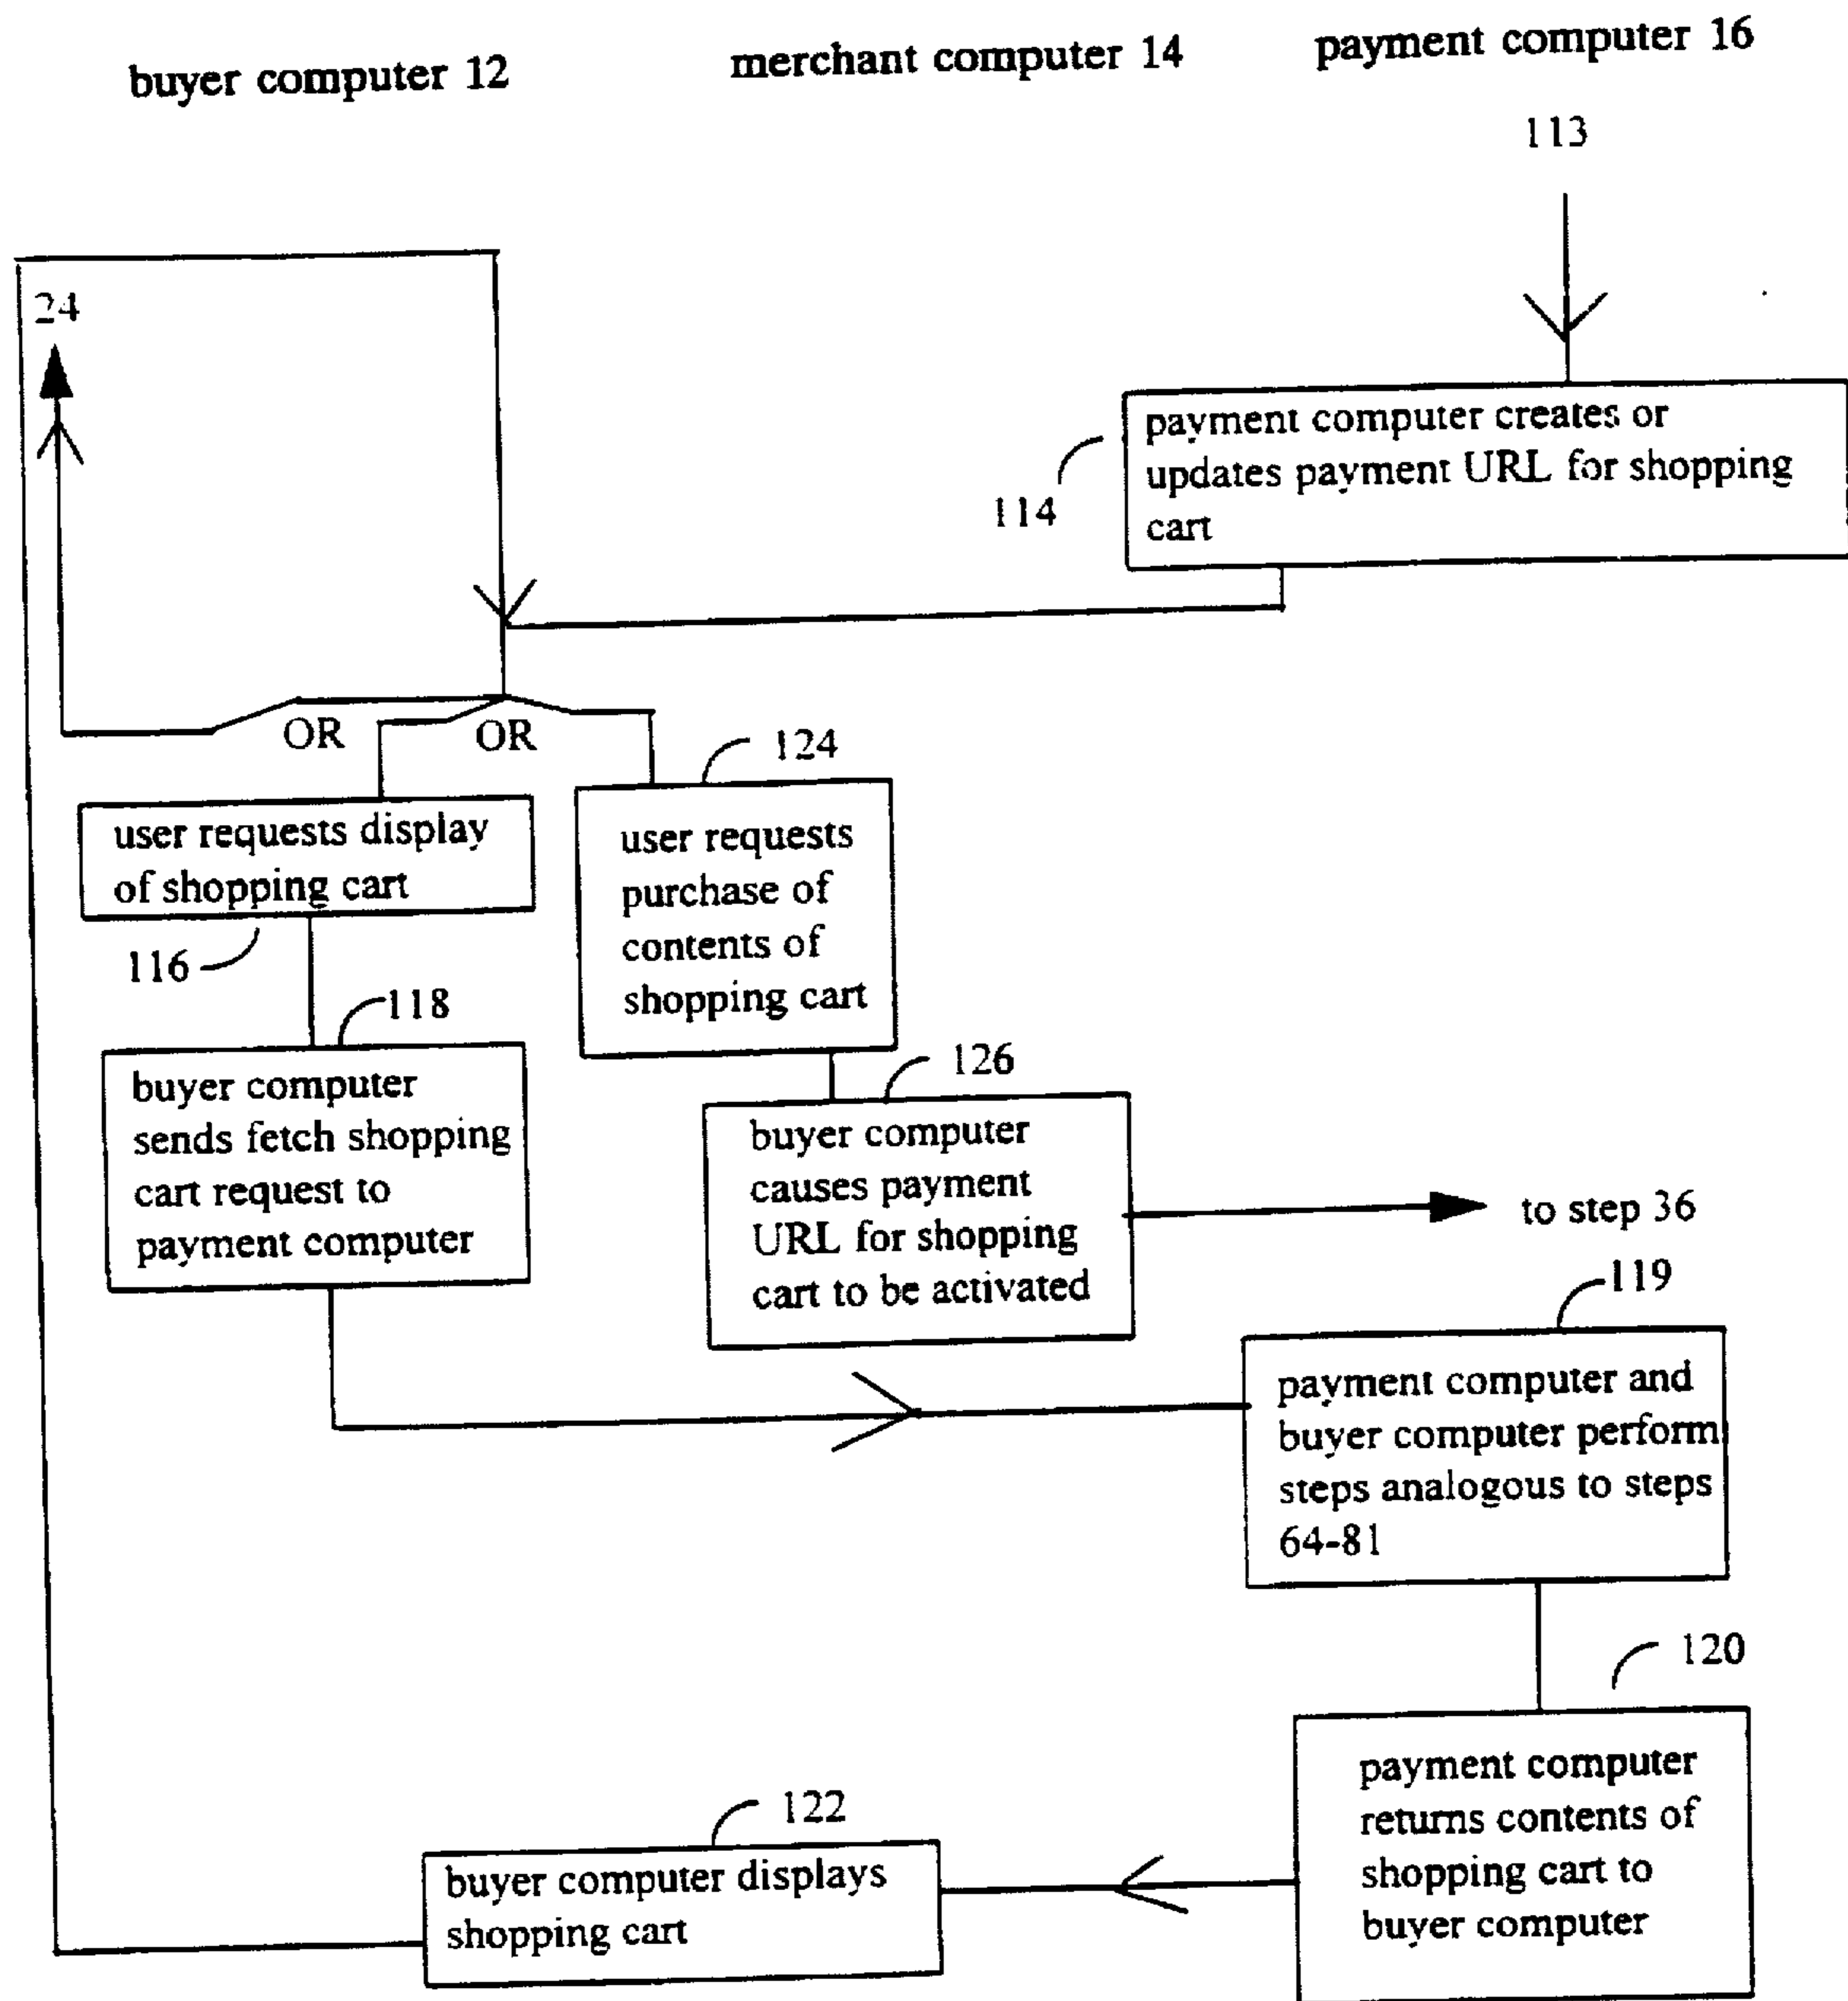 buyer computer 12
merchant computer 14
payment computer 16
113
24
payment computer creates or
updates payment URL for shopping
cart
114
OR
OR
124
user requests display
of shopping cart
116
user requests
purchase of
contents of
shopping cart
118
buyer computer
sends fetch shopping
cart request to
payment computer
126
buyer computer
causes payment
URL for shopping
cart to be activated
to step 36
119
payment computer and
buyer computer perform
steps analogous to steps
64-81
120
payment computer
returns contents of
shopping cart to
buyer computer
122
buyer computer displays
shopping cart